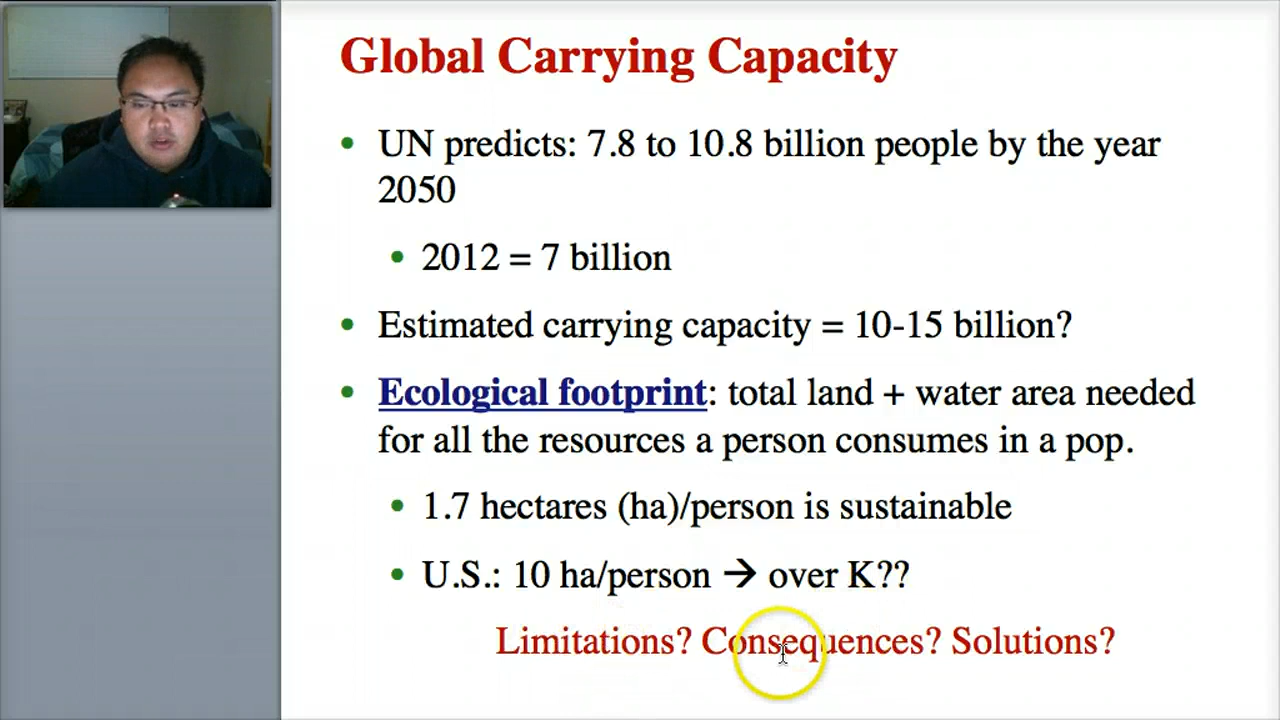 Global Carrying Capacity
• UN predicts: 7.8 to 10.8 billion people by the year
2050
• 2012 = 7 billion
• Estimated carrying capacity = 10-15 billion?
• Ecological footprint: total land + water area needed
for all the resources a person consumes in a pop.
• 1.7 hectares (ha)/person is sustainable
• U.S.: 10 ha/person → over K??
Limitations? Consequences? Solutions?